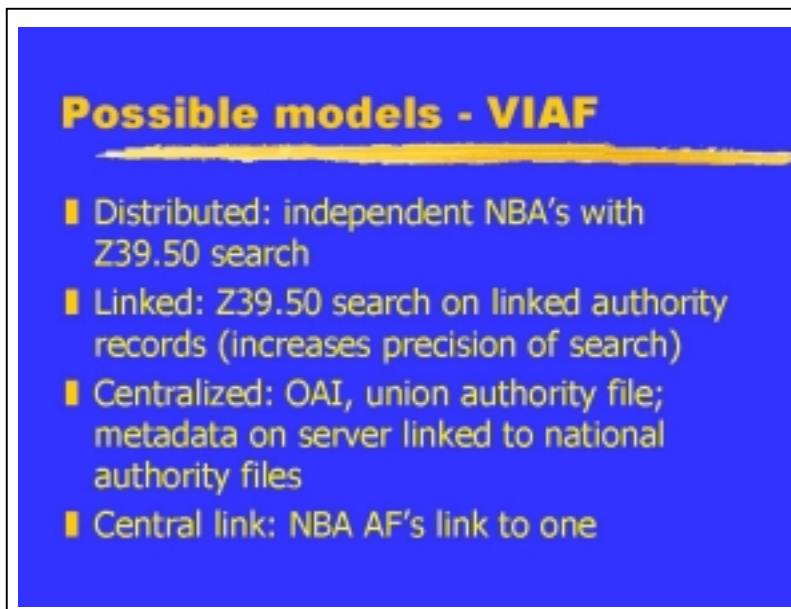 Possible models - VIAF
Distributed: independent NBA's with
Z39.50 search
Linked: Z39.50 search on linked authority
records (increases precision of search)
Centralized: OAI, union authority file;
metadata on server linked to national
authority files
Central link: NBA AF's link to one